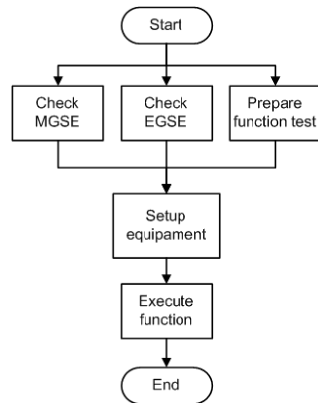 Start
Check
MGSE
Check
EGSE
Prepare
function test
Setup
equipament
Execute
function
End